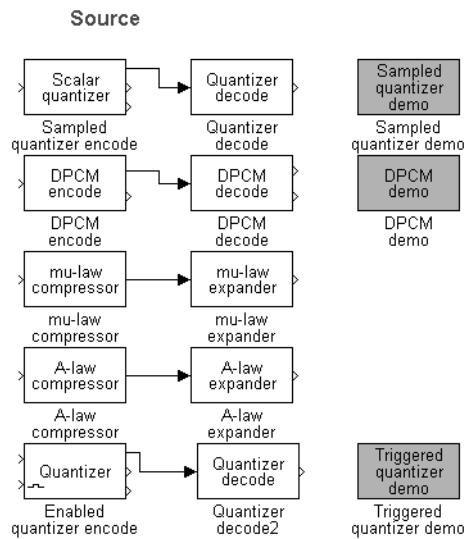 Source
Scalar
quantizer
Quantizer
decode
Sampled
quantizer
demo
Sampled
quantizer encode
Quantizer
decode
Sampled
quantizer demo
DPCM
encode
DPCM
decode
DPCM
demo
DPCM
encode
DPCM
decode
DPCM
demo
mu-law
compressor
mu-law
expander
mu-law
compressor
mu-law
expander
A-law
compressor
A-law
expander
A-law
compressor
A-law
expander
Quantizer
Quantizer
decode
Triggered
quantizer
demo
Enabled
quantizer encode
Quantizer
decode2
Triggered
quantizer demo